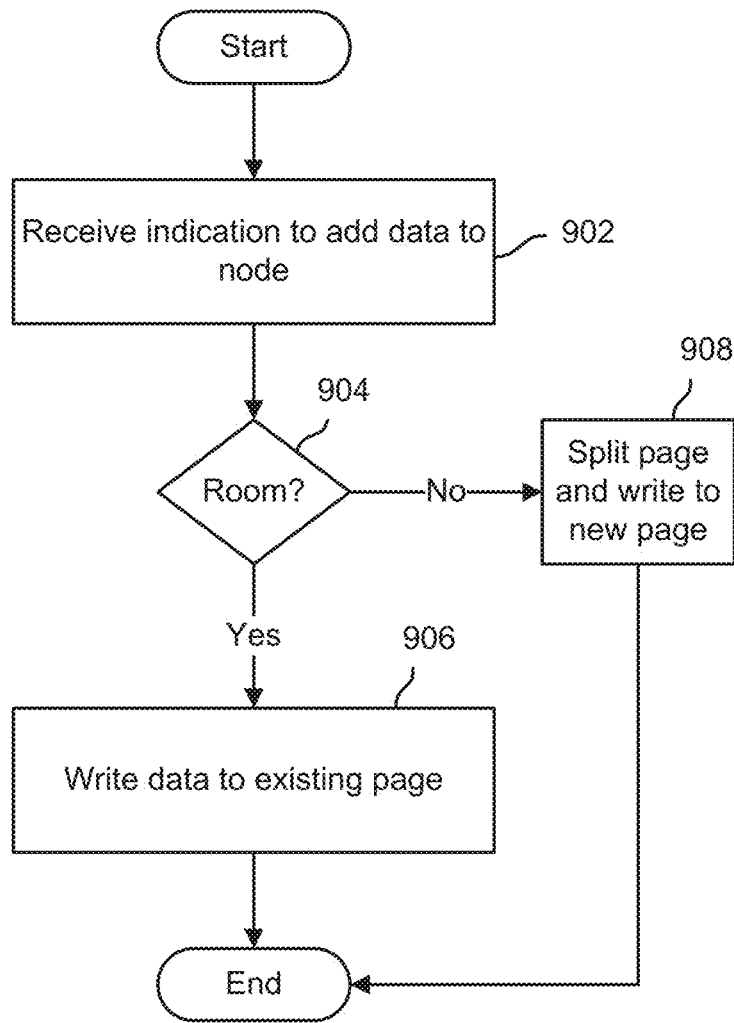 Start
Receive indication to add data to
node
902
904
Room?
No
908
Split page
and write to
new page
Yes
906
Write data to existing page
End